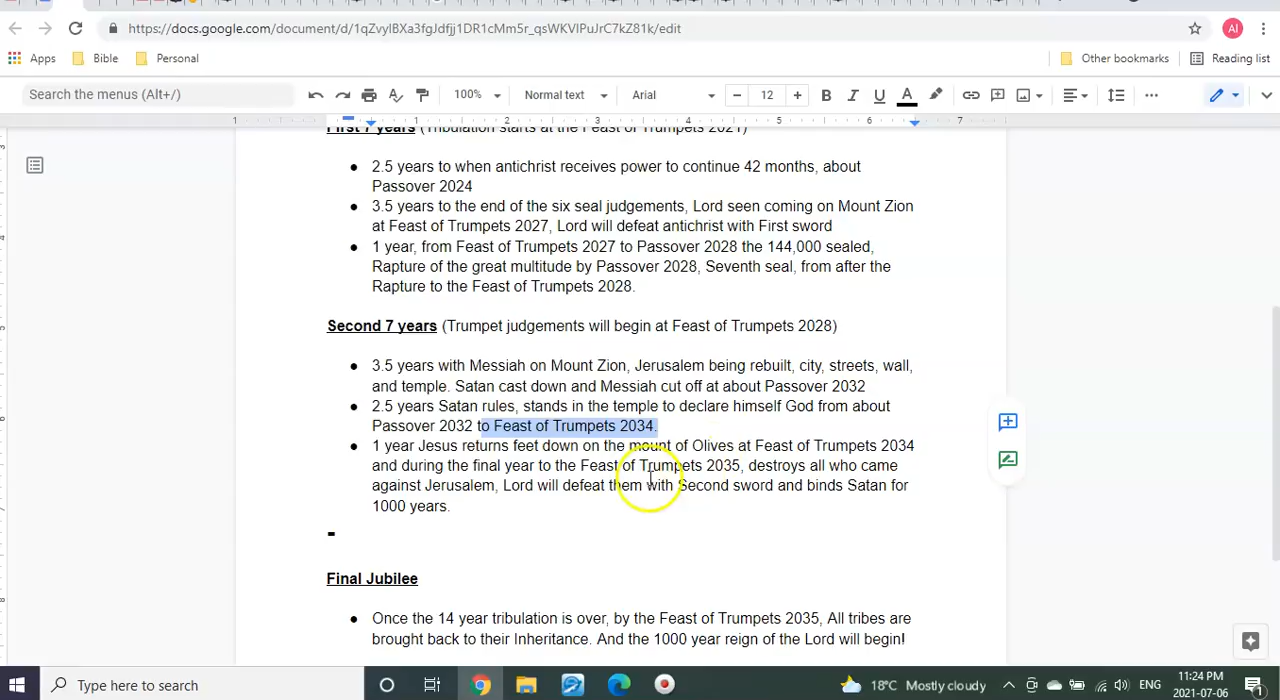 https://docs.google.com/document/d/1qZvylBXa3fgJdfjj1DR1cMm5r_qsWKVlPuJrC7kZ81k/edit
AI
Apps Bible Personal Other bookmarks Reading list
Search the menus (Alt+/) 100% Normal text Arial 12 B I U A
1 1 2 3 4 5 6 7
First 7 years (Tribulation starts at the Feast of Trumpets 2021)
● 2.5 years to when antichrist receives power to continue 42 months, about
Passover 2024
● 3.5 years to the end of the six seal judgements, Lord seen coming on Mount Zion
at Feast of Trumpets 2027, Lord will defeat antichrist with First sword
● 1 year, from Feast of Trumpets 2027 to Passover 2028 the 144,000 sealed,
Rapture of the great multitude by Passover 2028, Seventh seal, from after the
Rapture to the Feast of Trumpets 2028.
Second 7 years (Trumpet judgements will begin at Feast of Trumpets 2028)
● 3.5 years with Messiah on Mount Zion, Jerusalem being rebuilt, city, streets, wall,
and temple. Satan cast down and Messiah cut off at about Passover 2032
● 2.5 years Satan rules, stands in the temple to declare himself God from about
Passover 2032 to Feast of Trumpets 2034.
● 1 year Jesus returns feet down on the mount of Olives at Feast of Trumpets 2034
and during the final year to the Feast of Trumpets 2035, destroys all who came
against Jerusalem, Lord will defeat them with Second sword and binds Satan for
1000 years.
-
Final Jubilee
● Once the 14 year tribulation is over, by the Feast of Trumpets 2035, All tribes are
brought back to their Inheritance. And the 1000 year reign of the Lord will begin!
Type here to search 18°C Mostly cloudy ENG 11:24 PM
2021-07-06